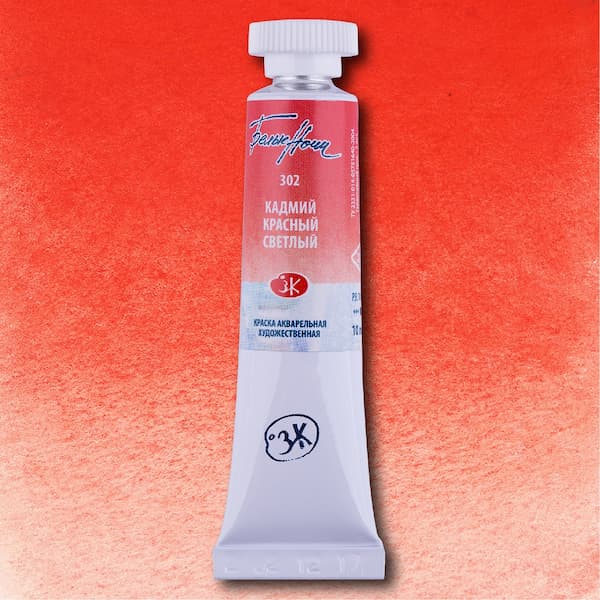 Белые Ночи
302
КАДМИЙ
КРАСНЫЙ
СВЕТЛЫЙ
ЗК
КРАСКА АКВАРЕЛЬНАЯ
ХУДОЖЕСТВЕННАЯ
ЗК